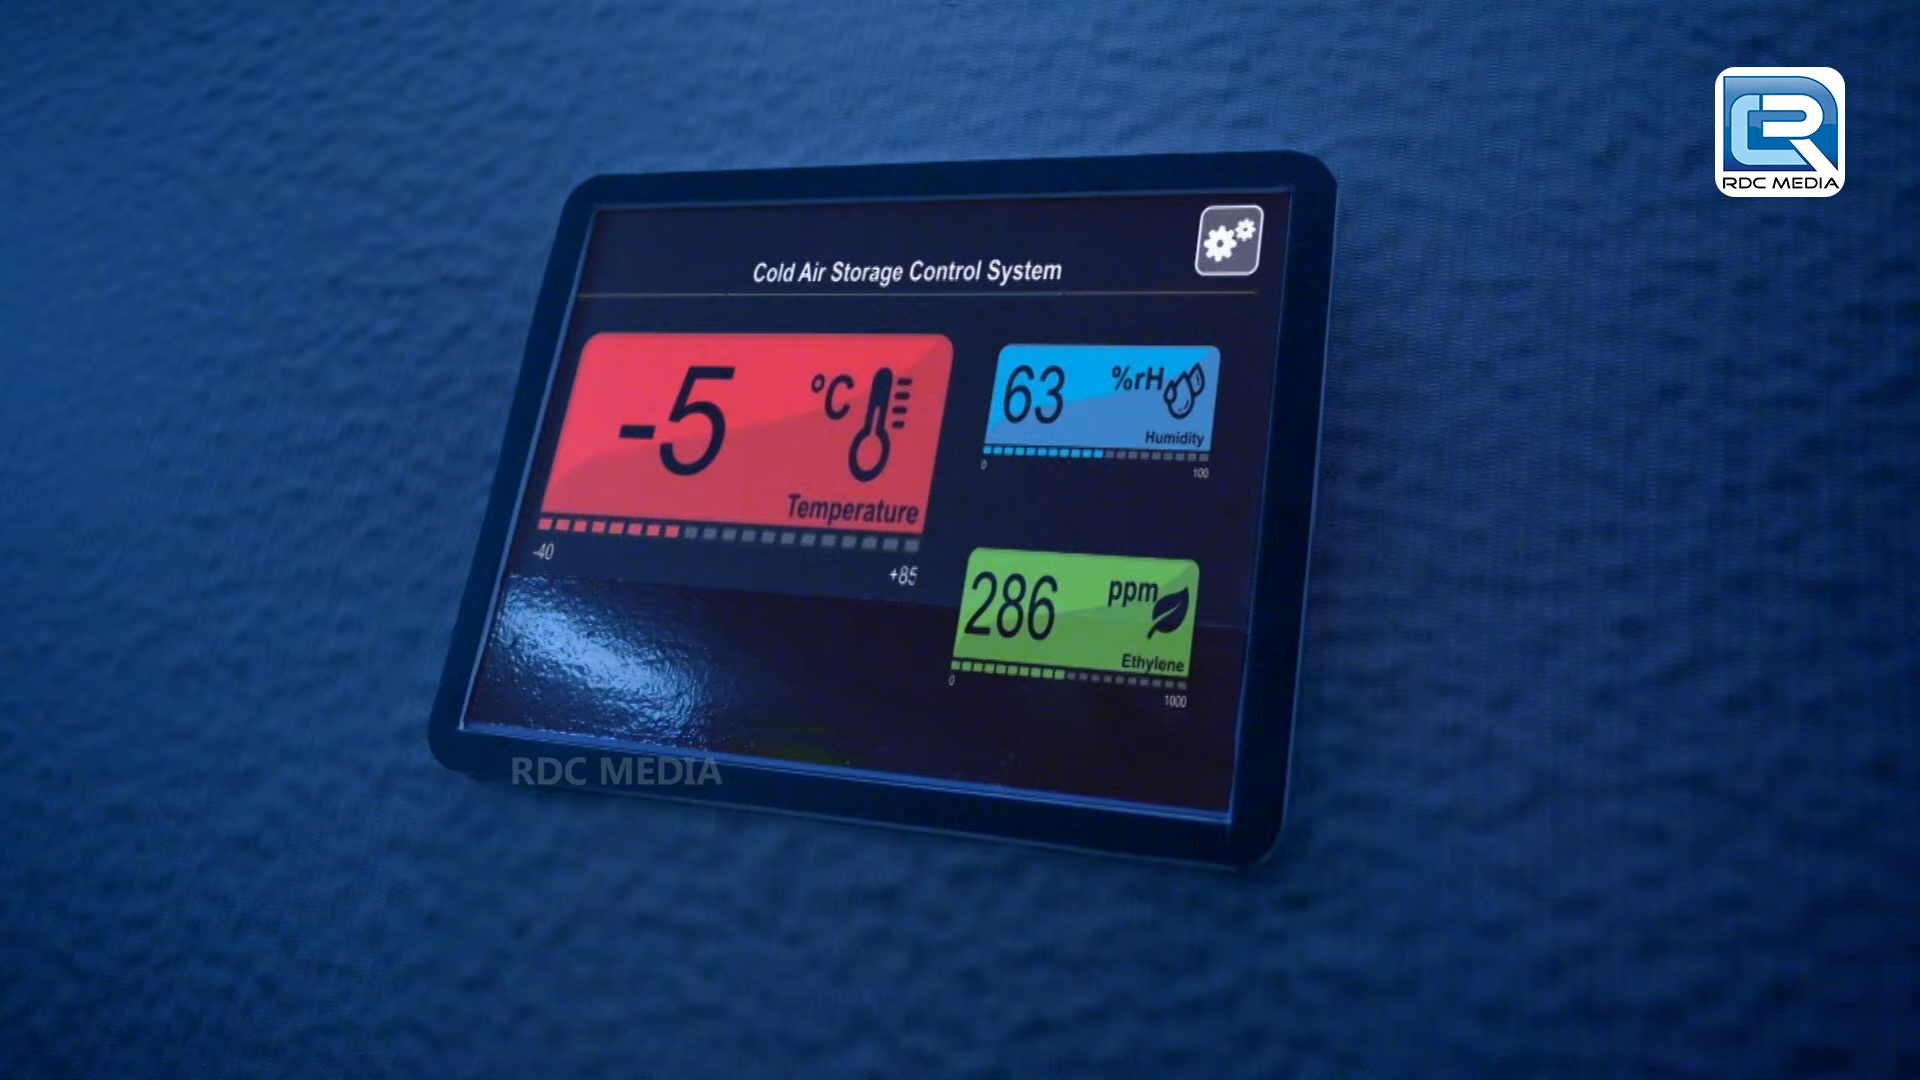 RDC MEDIA
Cold Air Storage Control System
-5 °C
Temperature
-40
+85
63 %rH
Humidity
0
100
286 ppm
Ethylene
0
1000
RDC MEDIA